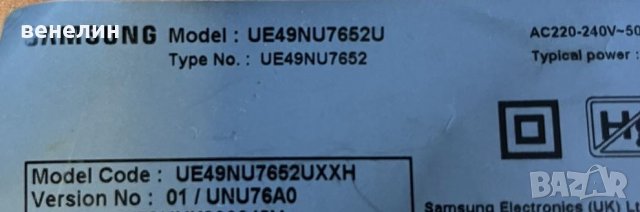 венелин
SAMSUNG Model : UE49NU7652U
Type No. : UE49NU7652
AC220-240V~50
Typical power :
Model Code : UE49NU7652UXXH
Version No : 01 / UNU76A0
Samsung Electronics (UK)
BAZAR